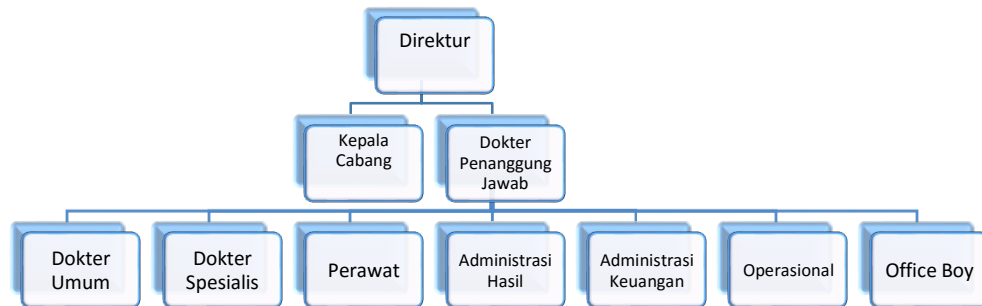 Direktur
Kepala
Cabang
Dokter
Penanggung
Jawab
Dokter
Umum
Dokter
Spesialis
Perawat
Administrasi
Hasil
Administrasi
Keuangan
Operasional
Office Boy